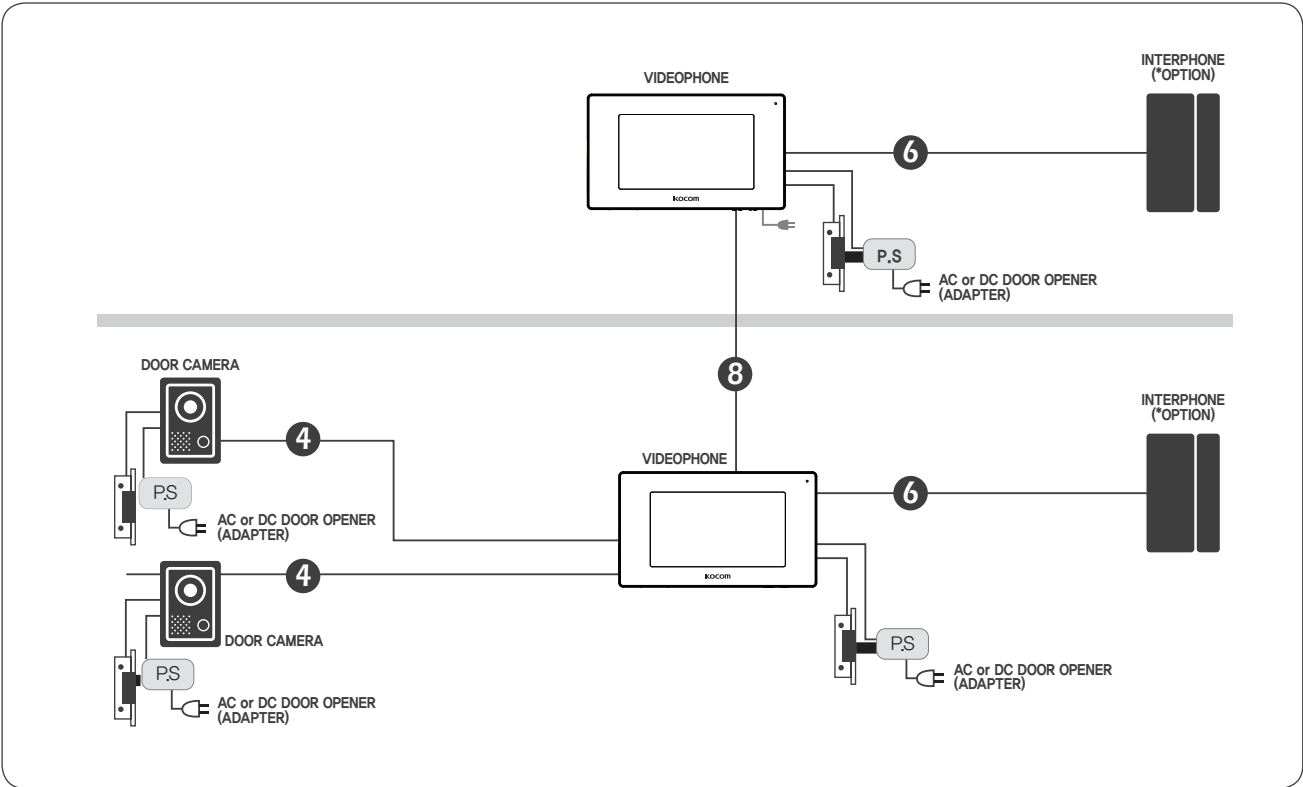 VIDEOPHONE
INTERPHONE
(*OPTION)
6
KOCOM
P.S
AC or DC DOOR OPENER
(ADAPTER)
DOOR CAMERA
8
INTERPHONE
(*OPTION)
4
VIDEOPHONE
6
P.S
AC or DC DOOR OPENER
(ADAPTER)
4
KOCOM
DOOR CAMERA
P.S
P.S
AC or DC DOOR OPENER
(ADAPTER)
AC or DC DOOR OPENER
(ADAPTER)